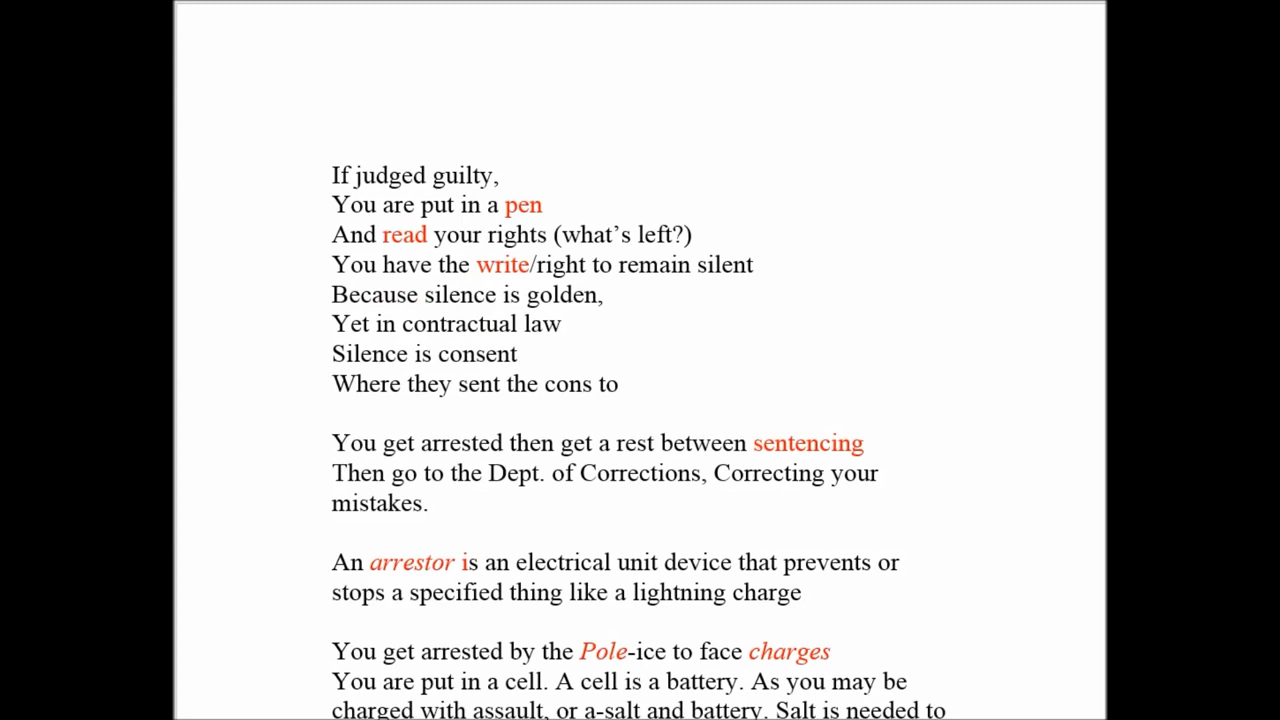 If judged guilty,
You are put in a pen
And read your rights (what’s left?)
You have the write/right to remain silent
Because silence is golden,
Yet in contractual law
Silence is consent
Where they sent the cons to
You get arrested then get a rest between sentencing
Then go to the Dept. of Corrections, Correcting your
mistakes.
An arrestor is an electrical unit device that prevents or
stops a specified thing like a lightning charge
You get arrested by the Pole-ice to face charges
You are put in a cell. A cell is a battery. As you may be
charged with assault, or a-salt and battery. Salt is needed to